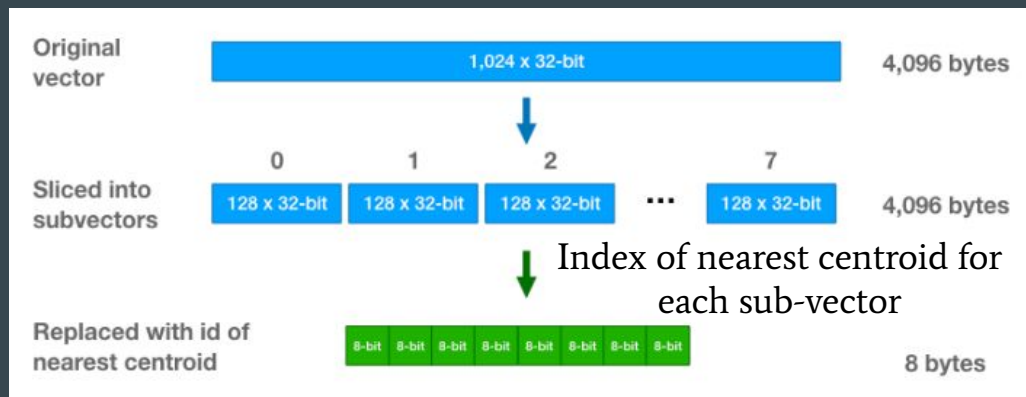 Original
vector
1,024 x 32-bit
4,096 bytes
0 1 2 7
Sliced into
subvectors
128 x 32-bit 128 x 32-bit 128 x 32-bit ... 128 x 32-bit
4,096 bytes
Index of nearest centroid for
each sub-vector
Replaced with id of
nearest centroid
8-bit 8-bit 8-bit 8-bit 8-bit 8-bit 8-bit 8-bit
8 bytes